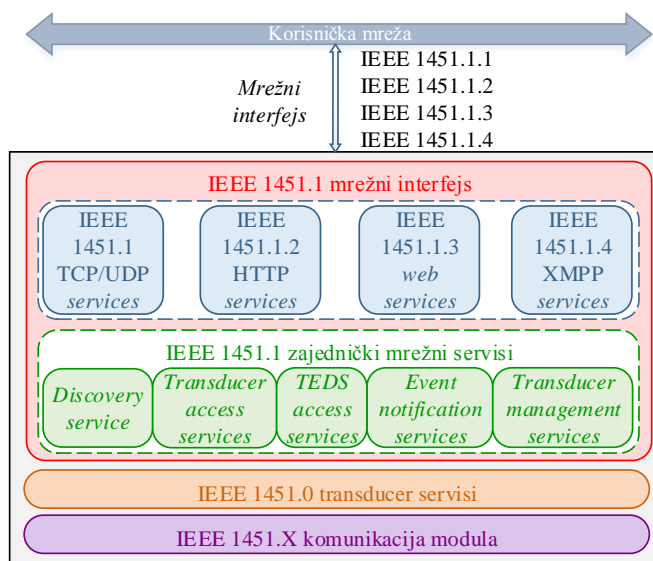 Korisnička mreža
Mrežni
interfejs
IEEE 1451.1.1
IEEE 1451.1.2
IEEE 1451.1.3
IEEE 1451.1.4
IEEE 1451.1 mrežni interfejs
IEEE
1451.1
TCP/UDP
services
IEEE
1451.1.2
HTTP
services
IEEE
1451.1.3
web
services
IEEE
1451.1.4
XMPP
services
IEEE 1451.1 zajednički mrežni servisi
Discovery
service
Transducer
access
services
TEDS
access
services
Event
notification
services
Transducer
management
services
IEEE 1451.0 transducer servisi
IEEE 1451.X komunikacija modula